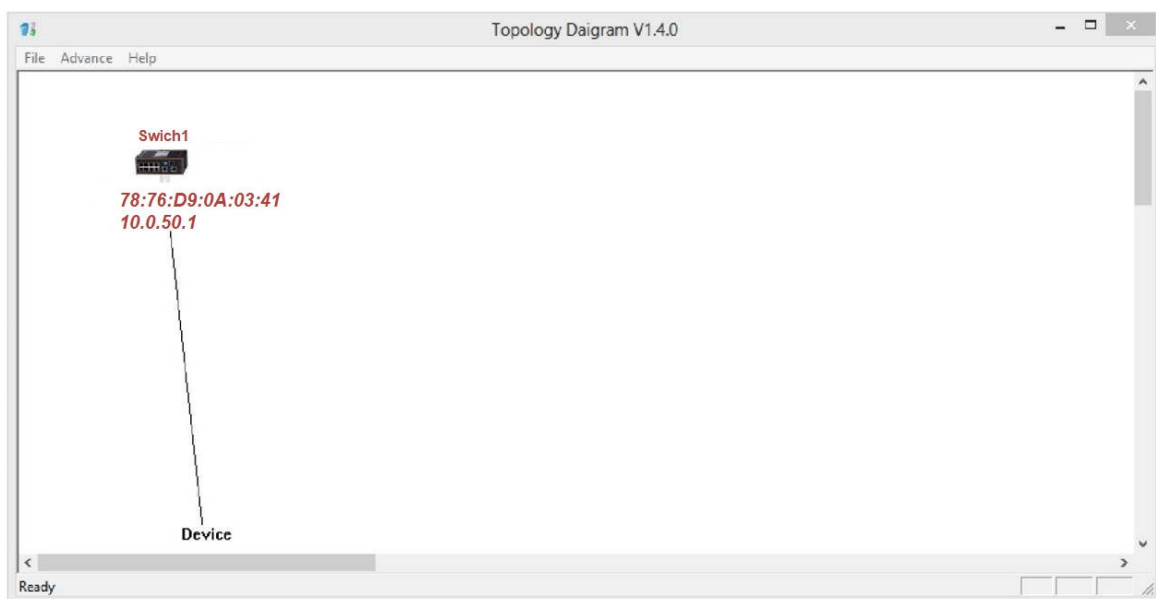 Topology Daigram V1.4.0
File Advance Help
Swich1
78:76:D9:0A:03:41
10.0.50.1
Device
Ready